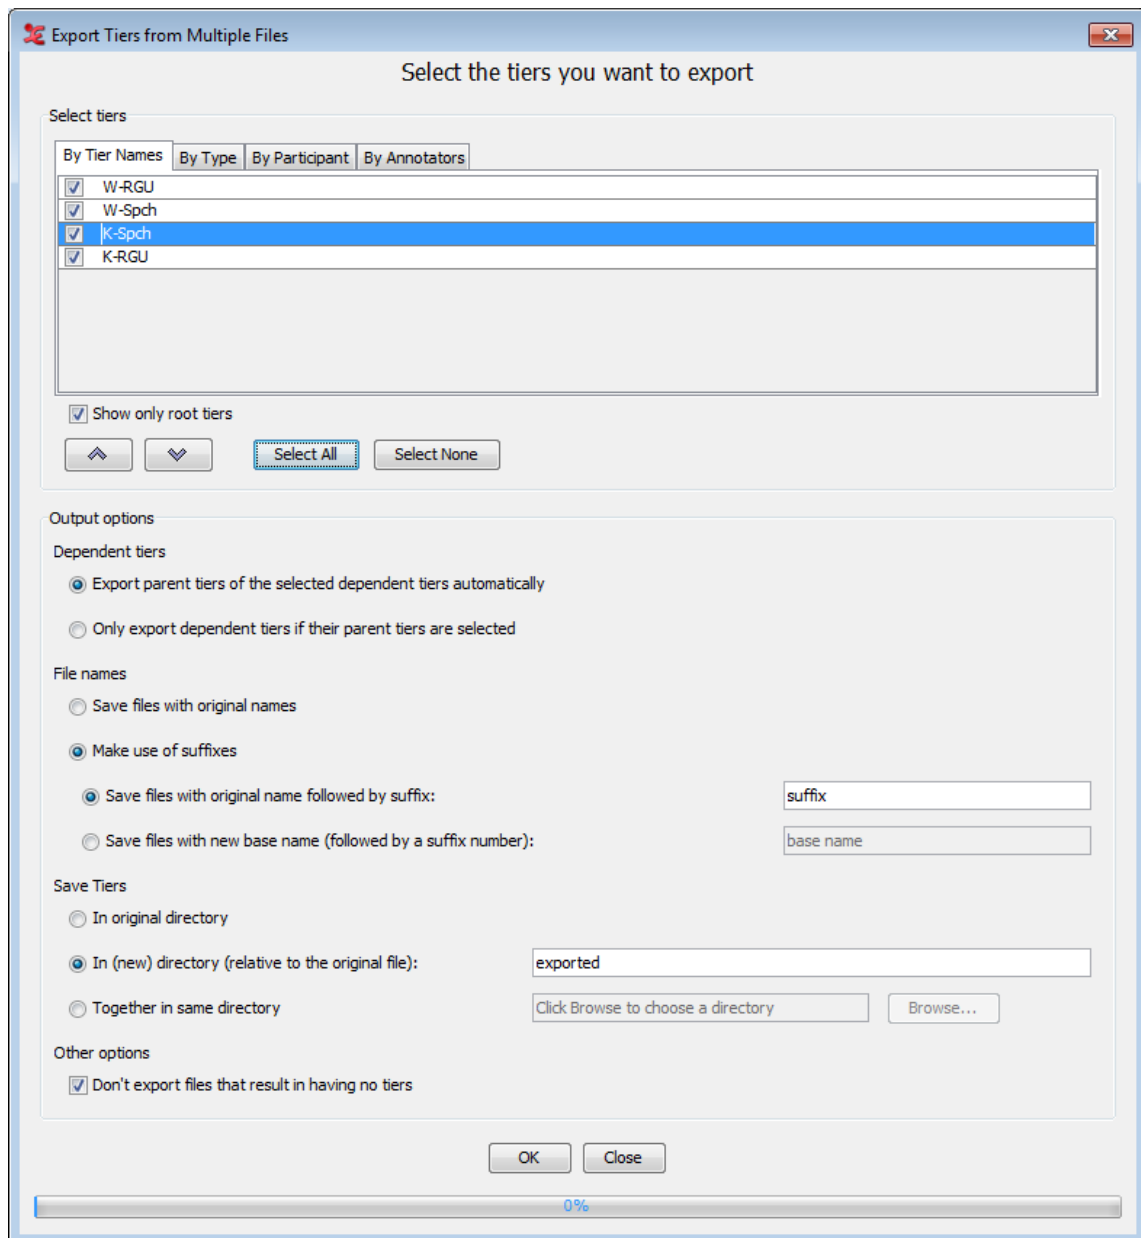 Export Tiers from Multiple Files
Select the tiers you want to export
Select tiers
By Tier Names By Type By Participant By Annotators
W-RGU
W-Spch
K-Spch
K-RGU
Show only root tiers
Select All Select None
Output options
Dependent tiers
Export parent tiers of the selected dependent tiers automatically
Only export dependent tiers if their parent tiers are selected
File names
Save files with original names
Make use of suffixes
Save files with original name followed by suffix: suffix
Save files with new base name (followed by a suffix number): base name
Save Tiers
In original directory
In (new) directory (relative to the original file): exported
Together in same directory Click Browse to choose a directory Browse...
Other options
Don't export files that result in having no tiers
OK Close
0%